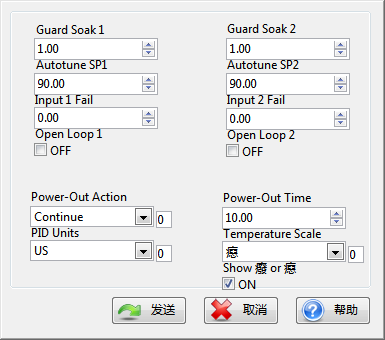 Guard Soak 1
Guard Soak 2
1.00
1.00
Autotune SP1
Autotune SP2
90.00
90.00
Input 1 Fail
Input 2 Fail
0.00
0.00
Open Loop 1
Open Loop 2
OFF
OFF
Power-Out Action
Power-Out Time
Continue
0
10.00
PID Units
Temperature Scale
US
0
癋
0
Show 癈 or 癋
ON
发送
取消
帮助